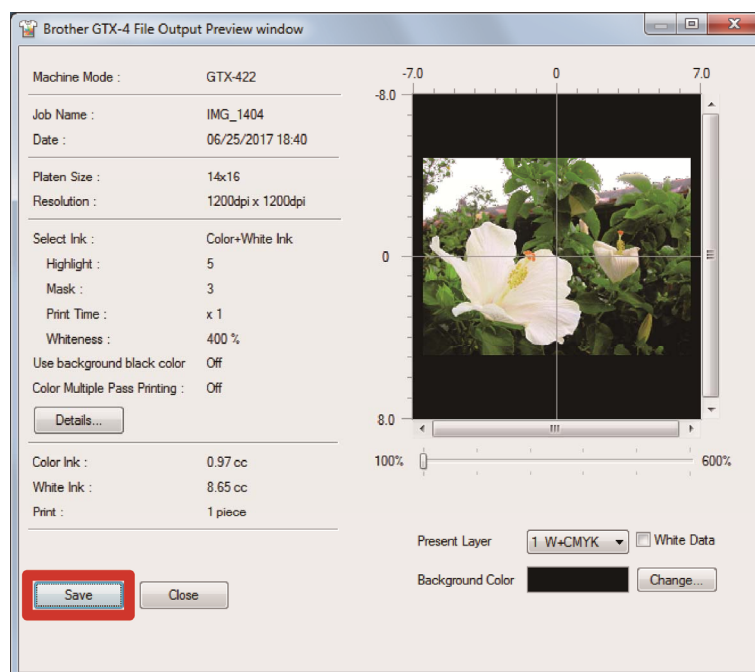 Brother GTX-4 File Output Preview window
Machine Mode : GTX-422
Job Name : IMG_1404
Date : 06/25/2017 18:40
Platen Size : 14x16
Resolution : 1200dpi x 1200dpi
Select Ink : Color+White Ink
Highlight : 5
Mask : 3
Print Time : x 1
Whiteness : 400 %
Use background black color Off
Color Multiple Pass Printing : Off
Details...
Color Ink : 0.97 cc
White Ink : 8.65 cc
Print : 1 piece
Save Close
-7.0 0 7.0
-8.0
0
8.0
100% 600%
Present Layer 1 W+CMYK White Data
Background Color Change...